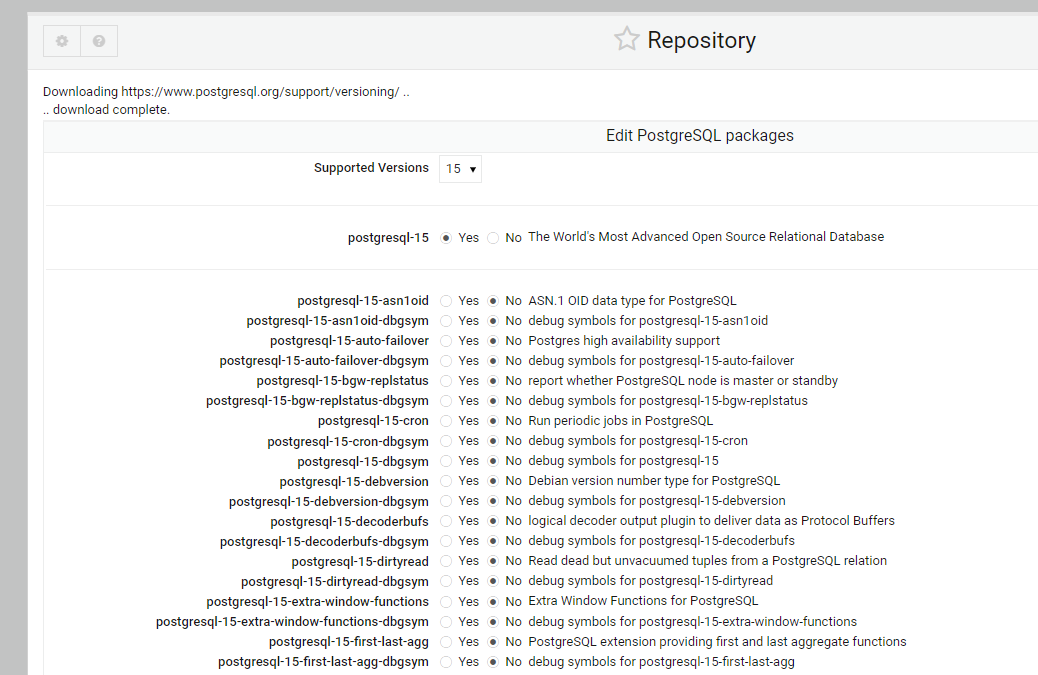 Repository
Downloading https://www.postgresql.org/support/versioning/ ..
.. download complete.
Edit PostgreSQL packages
Supported Versions 15
postgresql-15 Yes No The World's Most Advanced Open Source Relational Database
postgresql-15-asn1oid Yes No ASN.1 OID data type for PostgreSQL
postgresql-15-asn1oid-dbgsym Yes No debug symbols for postgresql-15-asn1oid
postgresql-15-auto-failover Yes No Postgres high availability support
postgresql-15-auto-failover-dbgsym Yes No debug symbols for postgresql-15-auto-failover
postgresql-15-bgw-replstatus Yes No report whether PostgreSQL node is master or standby
postgresql-15-bgw-replstatus-dbgsym Yes No debug symbols for postgresql-15-bgw-replstatus
postgresql-15-cron Yes No Run periodic jobs in PostgreSQL
postgresql-15-cron-dbgsym Yes No debug symbols for postgresql-15-cron
postgresql-15-dbgsym Yes No debug symbols for postgresql-15
postgresql-15-debversion Yes No Debian version number type for PostgreSQL
postgresql-15-debversion-dbgsym Yes No debug symbols for postgresql-15-debversion
postgresql-15-decoderbufs Yes No logical decoder output plugin to deliver data as Protocol Buffers
postgresql-15-decoderbufs-dbgsym Yes No debug symbols for postgresql-15-decoderbufs
postgresql-15-dirtyread Yes No Read dead but unvacuumed tuples from a PostgreSQL relation
postgresql-15-dirtyread-dbgsym Yes No debug symbols for postgresql-15-dirtyread
postgresql-15-extra-window-functions Yes No Extra Window Functions for PostgreSQL
postgresql-15-extra-window-functions-dbgsym Yes No debug symbols for postgresql-15-extra-window-functions
postgresql-15-first-last-agg Yes No PostgreSQL extension providing first and last aggregate functions
postgresql-15-first-last-agg-dbgsym Yes No debug symbols for postgresql-15-first-last-agg